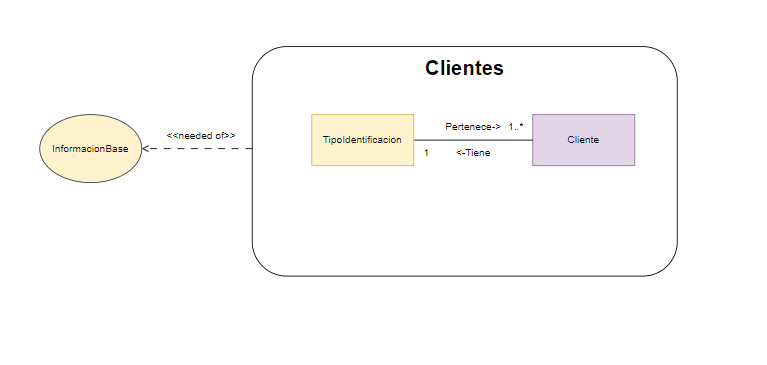 Clientes
<<needed of>>
InformacionBase
TipoIdentificacion
Pertenece-> 1..*
1 <-Tiene
Cliente